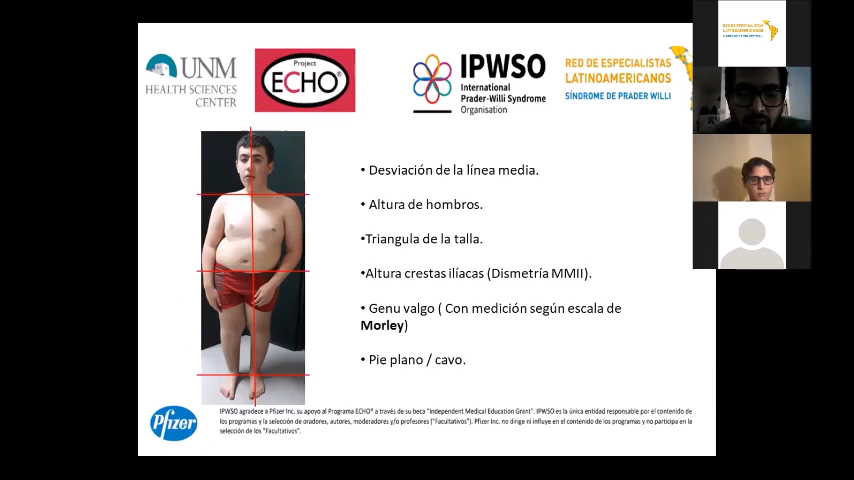 UNM
HEALTH SCIENCES
CENTER
Project
ECHO®
IPWSO
International
Prader-Willi Syndrome
Organisation
RED DE ESPECIALISTAS
LATINOAMERICANOS
SÍNDROME DE PRADER WILLI
RED DE ESPECIALISTAS
LATINOAMERICANOS
• Desviación de la línea media.
• Altura de hombros.
•Triangula de la talla.
•Altura crestas ilíacas (Dismetría MMII).
• Genu valgo ( Con medición según escala de
Morley)
• Pie plano / cavo.
Pfizer
IPWSO agradece a Pfizer Inc. su apoyo al Programa ECHO® a través de su beca "Independent Medical Education Grant". IPWSO es la única entidad responsable por el contenido de
los programas y la selección de oradores, autores, moderadores y/o profesores ("Facultativos"). Pfizer Inc. no dirige ni influye en el contenido de los programas y no participa en la
selección de los "Facultativos".